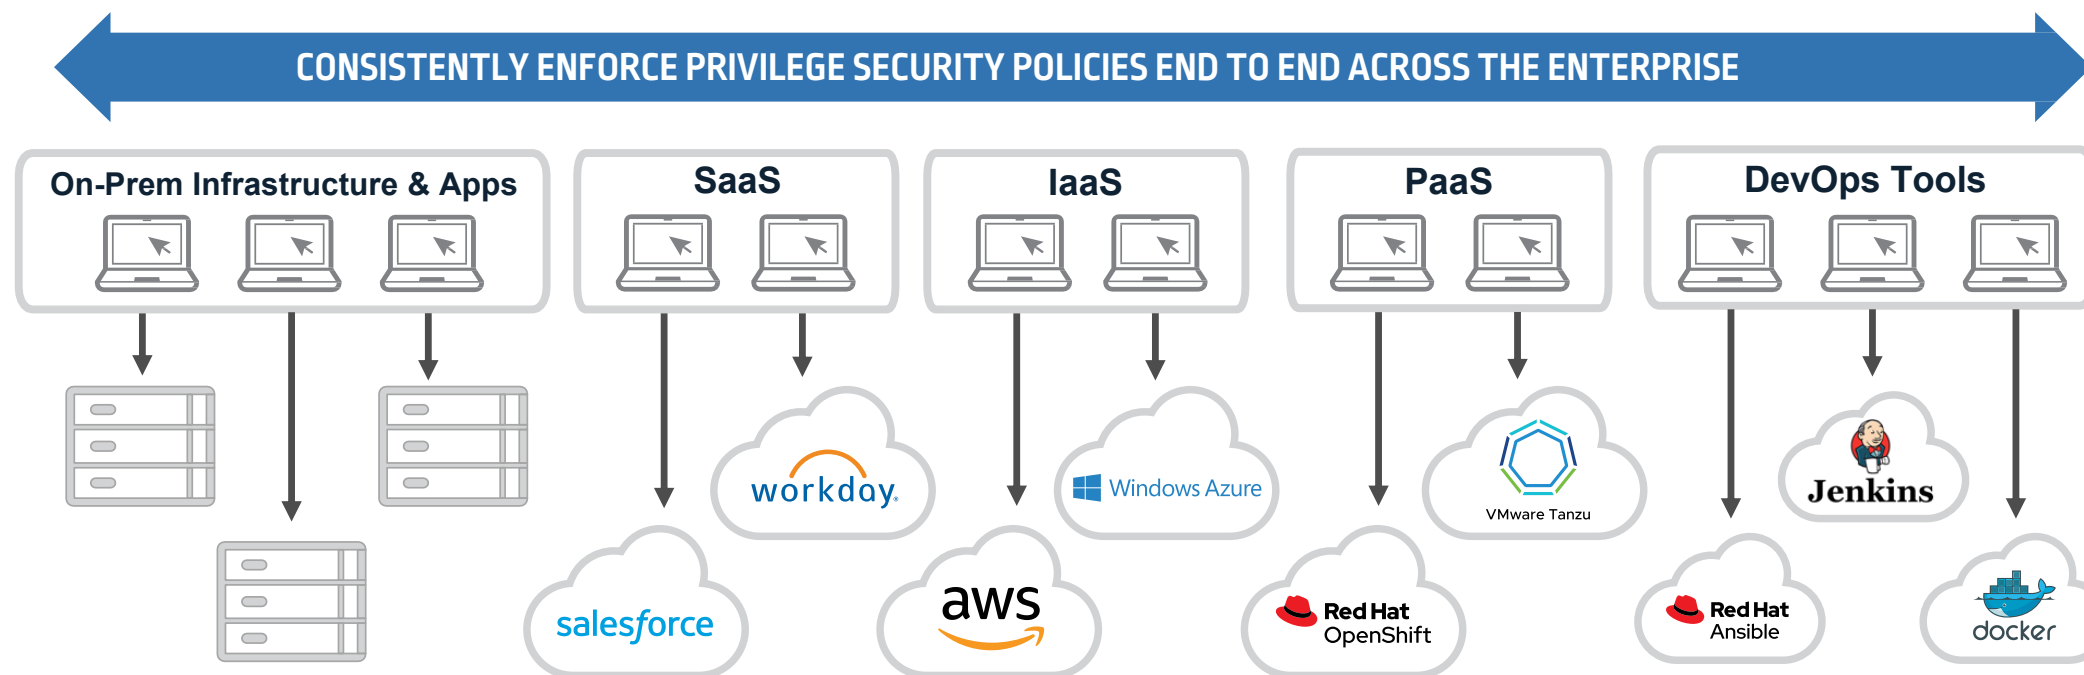 CONSISTENTLY ENFORCE PRIVILEGE SECURITY POLICIES END TO END ACROSS THE ENTERPRISE
On-Prem Infrastructure & Apps
SaaS
IaaS
PaaS
DevOps Tools
workday.
Windows Azure
VMware Tanzu
Jenkins
salesforce
aws
Red Hat
OpenShift
Red Hat
Ansible
docker